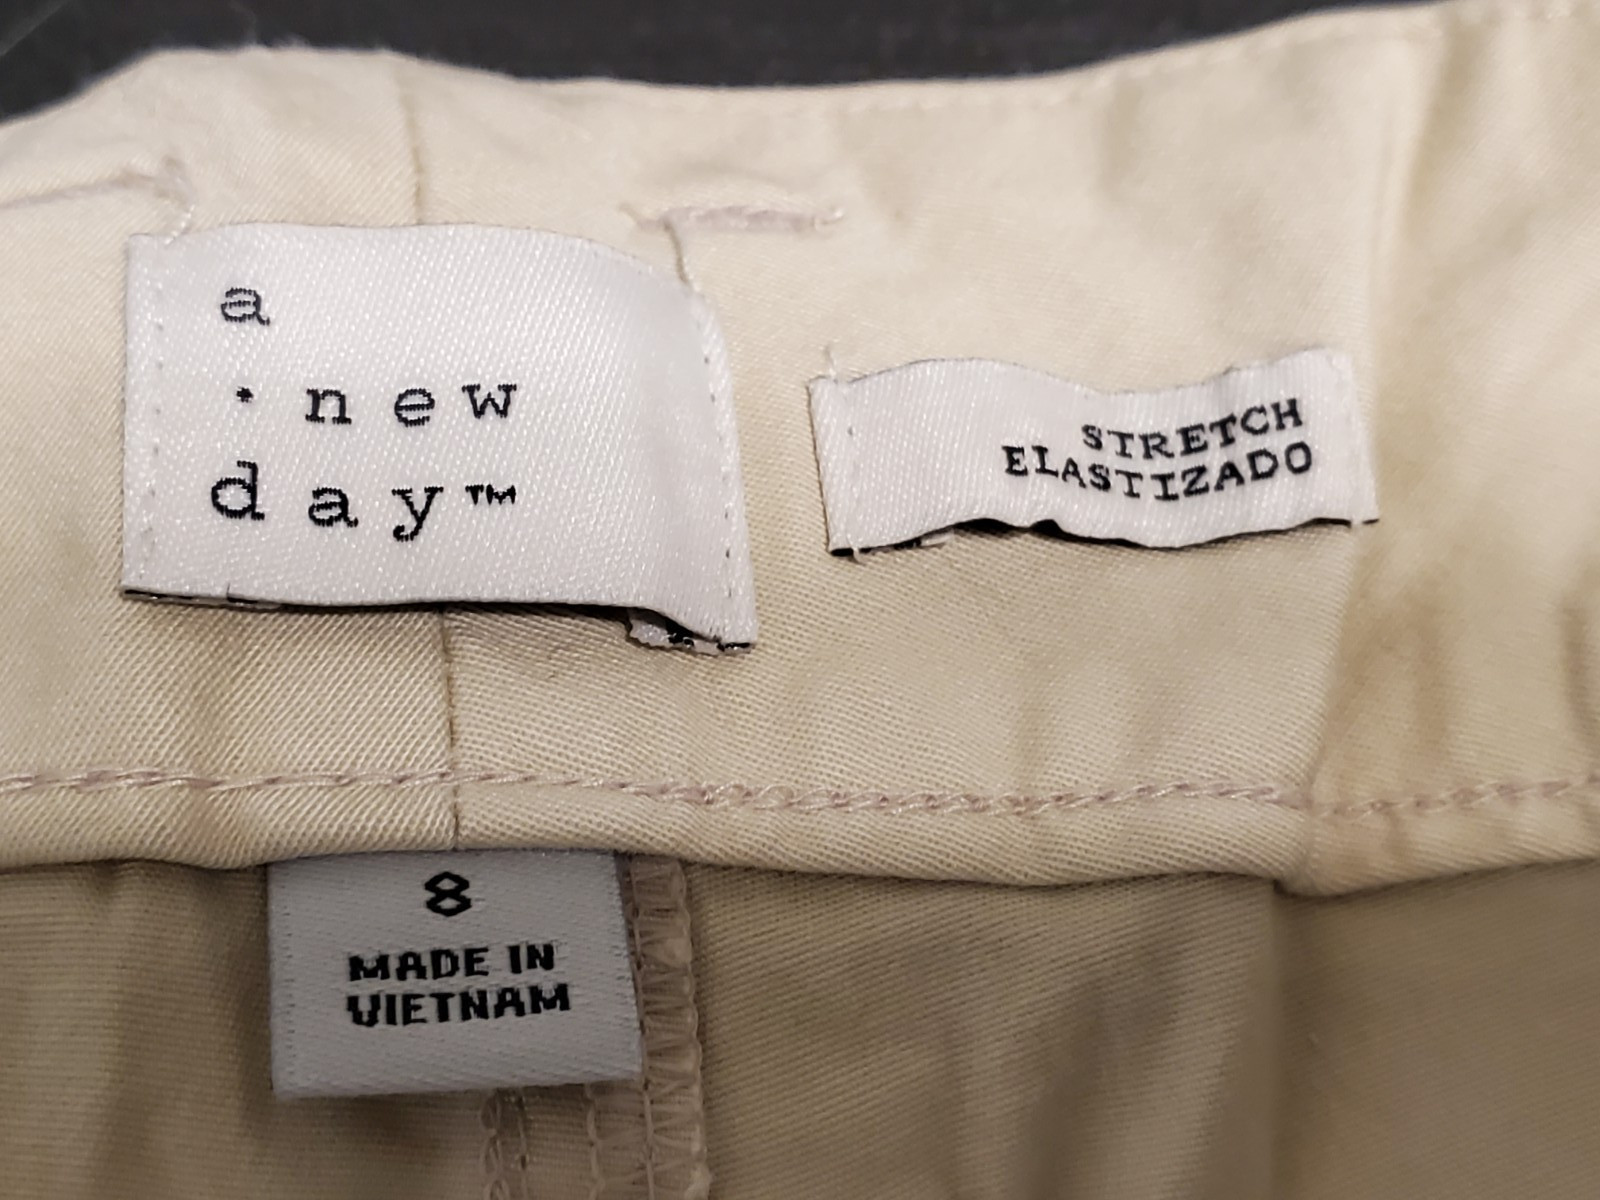 a
· new
day™
STRETCH
ELASTIZADO
8
MADE IN
VIETNAM